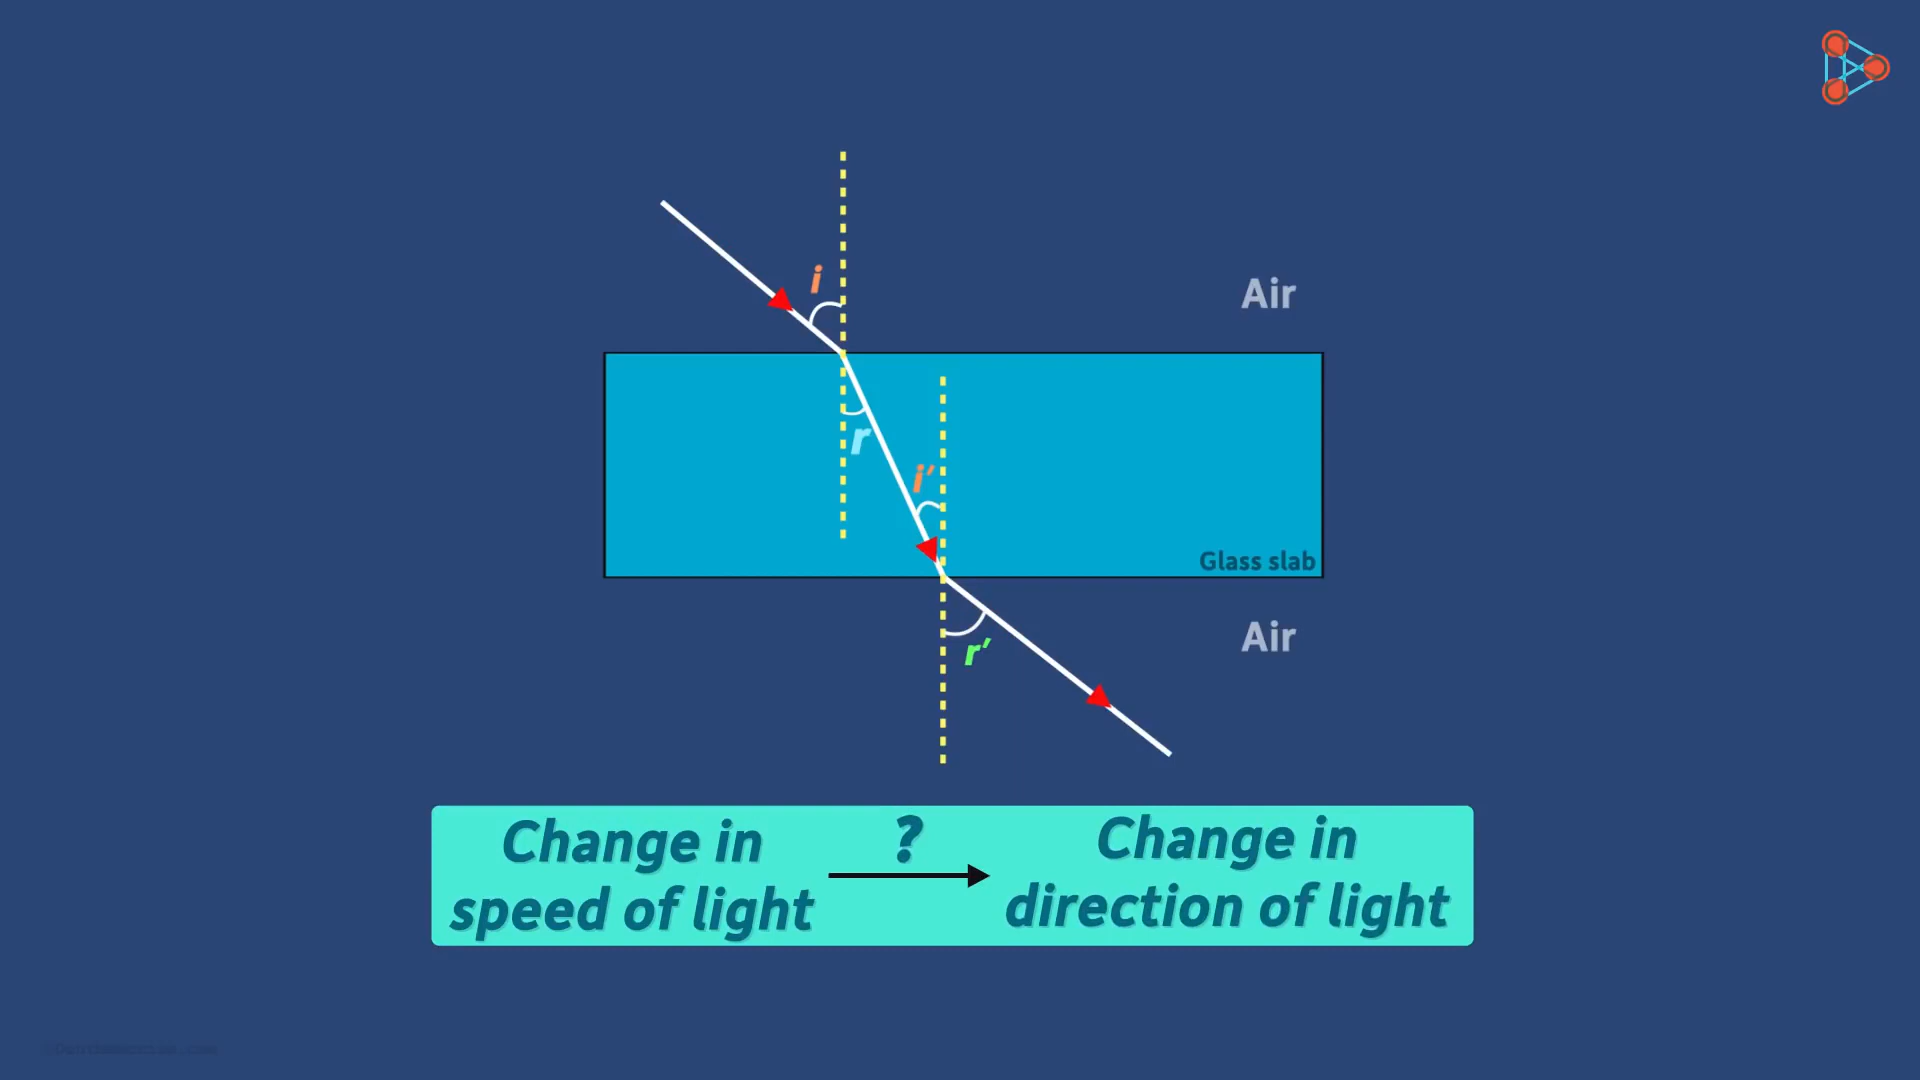 i
Air
r
i′
Glass slab
r′
Air
?
Change in
speed of light
Change in
direction of light